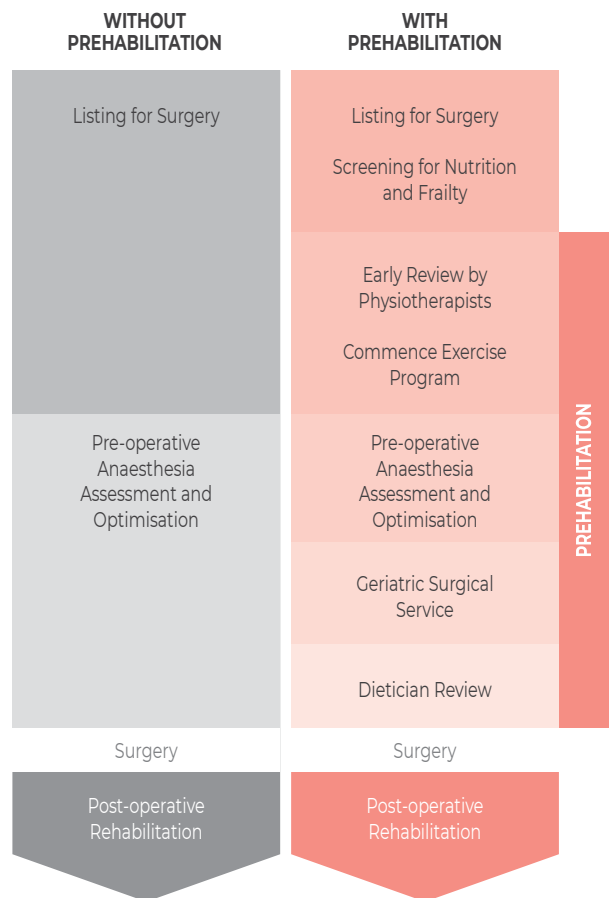 WITHOUT
PREHABILITATION
Listing for Surgery
Pre-operative
Anaesthesia
Assessment and
Optimisation
Surgery
Post-operative
Rehabilitation
WITH
PREHABILITATION
Listing for Surgery
Screening for Nutrition
and Frailty
Early Review by
Physiotherapists
Commence Exercise
Program
Pre-operative
Anaesthesia
Assessment and
Optimisation
Geriatric Surgical
Service
Dietician Review
Surgery
Post-operative
Rehabilitation
PREHABILITATION